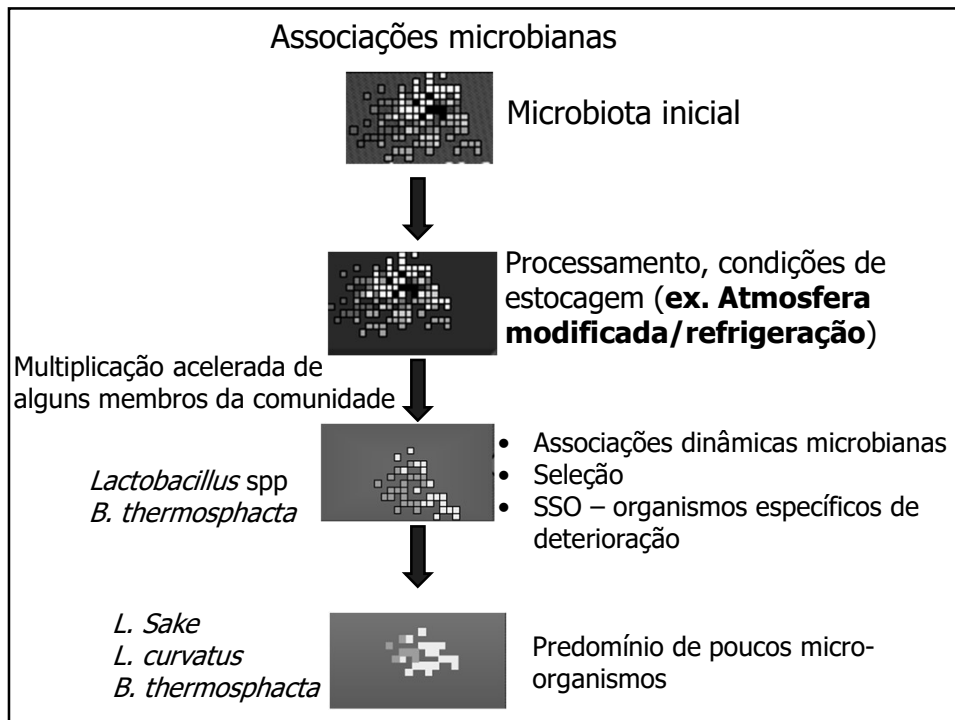 Associações microbianas
Microbiota inicial
Processamento, condições de
estocagem (ex. Atmosfera
modificada/refrigeração)
Multiplicação acelerada de
alguns membros da comunidade
Lactobacillus spp
B. thermosphacta
• Associações dinâmicas microbianas
• Seleção
• SSO – organismos específicos de
deterioração
L. Sake
L. curvatus
B. thermosphacta
Predomínio de poucos micro-
organismos